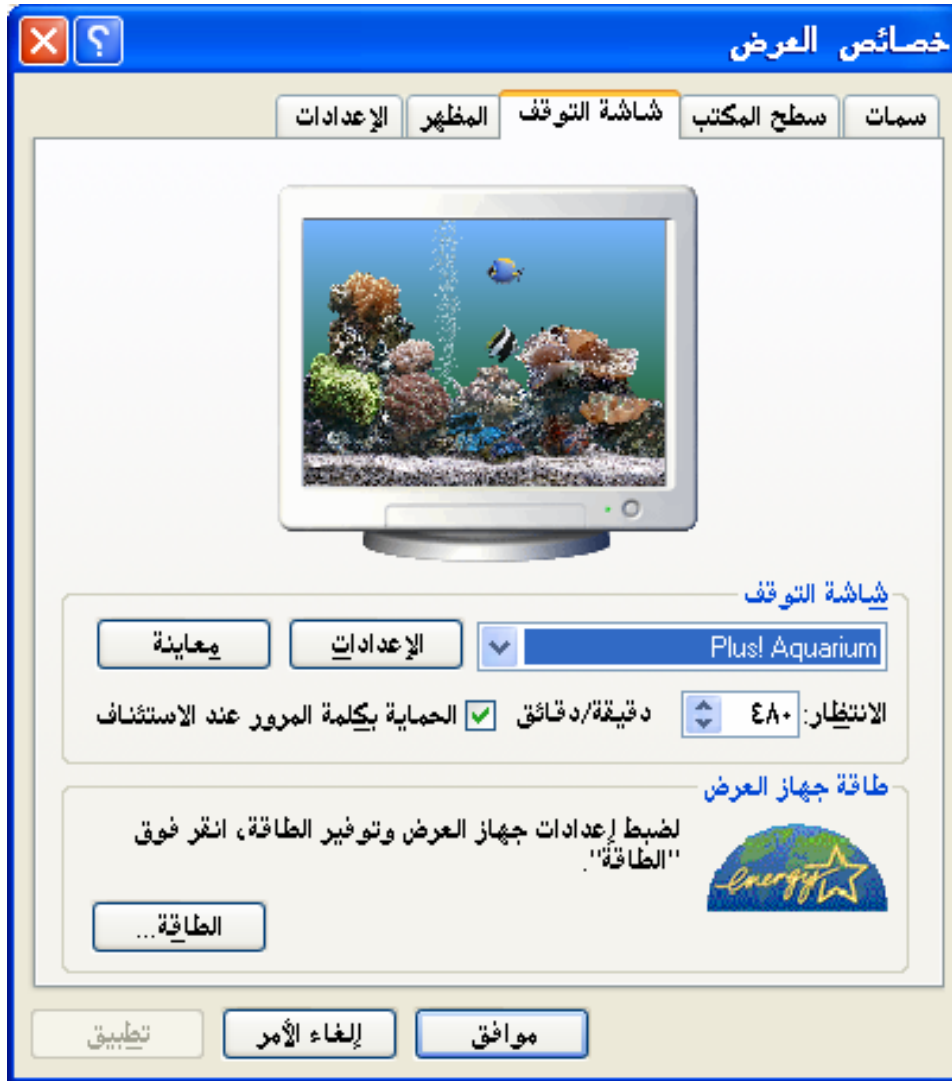 خصائص العرض
سمات
سطح المكتب
شاشة التوقف
المظهر
الإعدادات
شاشة التوقف
Plus! Aquarium
الإعدادات
معاينة
الانتظار: ٤٨٠ دقيقة/دقائق
الحماية بكلمة المرور عند الاستئناف
طاقة جهاز العرض
energy
لضبط إعدادات جهاز العرض وتوفير الطاقة، انقر فوق
"الطاقة".
الطاقة...
موافق
إلغاء الأمر
تطبيق